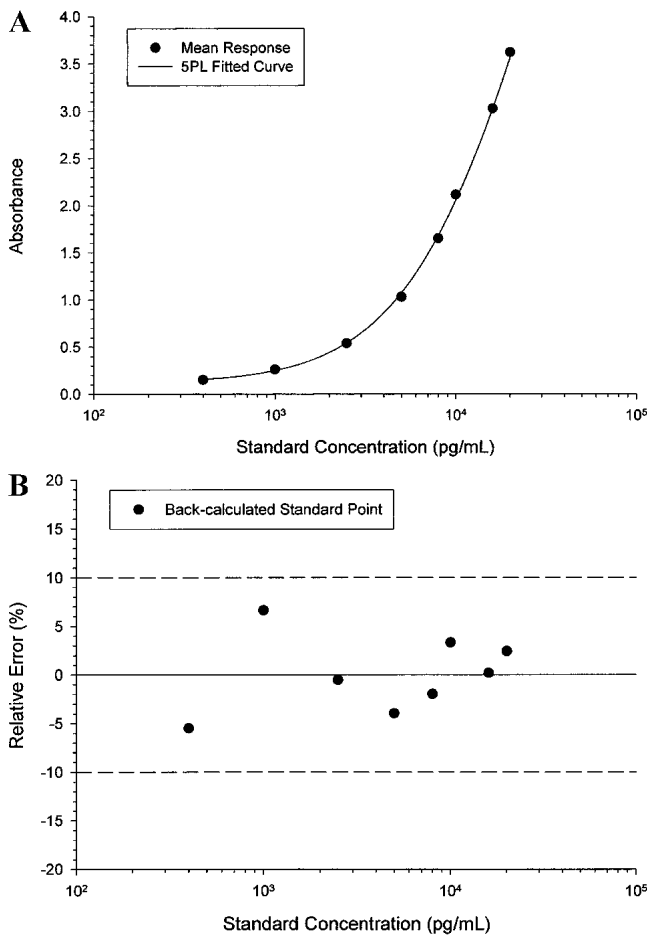 A
Mean Response
5PL Fitted Curve
4.0
3.5
3.0
2.5
2.0
1.5
1.0
0.5
0.0
Absorbance
10² 10³ 10⁴ 10⁵
Standard Concentration (pg/mL)
B
Back-calculated Standard Point
20
15
10
5
0
-5
-10
-15
-20
Relative Error (%)
10² 10³ 10⁴ 10⁵
Standard Concentration (pg/mL)